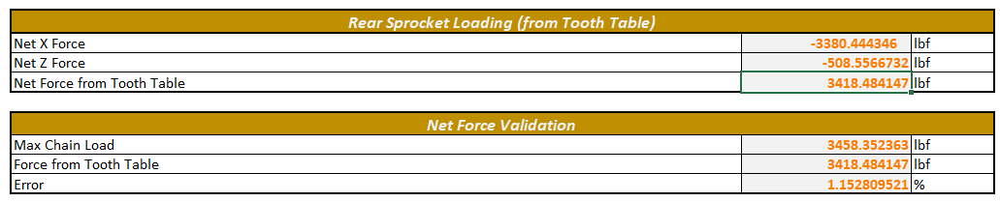 Rear Sprocket Loading (from Tooth Table)
Net X Force -3380.444346 lbf
Net Z Force -508.5566732 lbf
Net Force from Tooth Table 3418.484147 lbf
Net Force Validation
Max Chain Load 3458.352363 lbf
Force from Tooth Table 3418.484147 lbf
Error 1.152809521 %